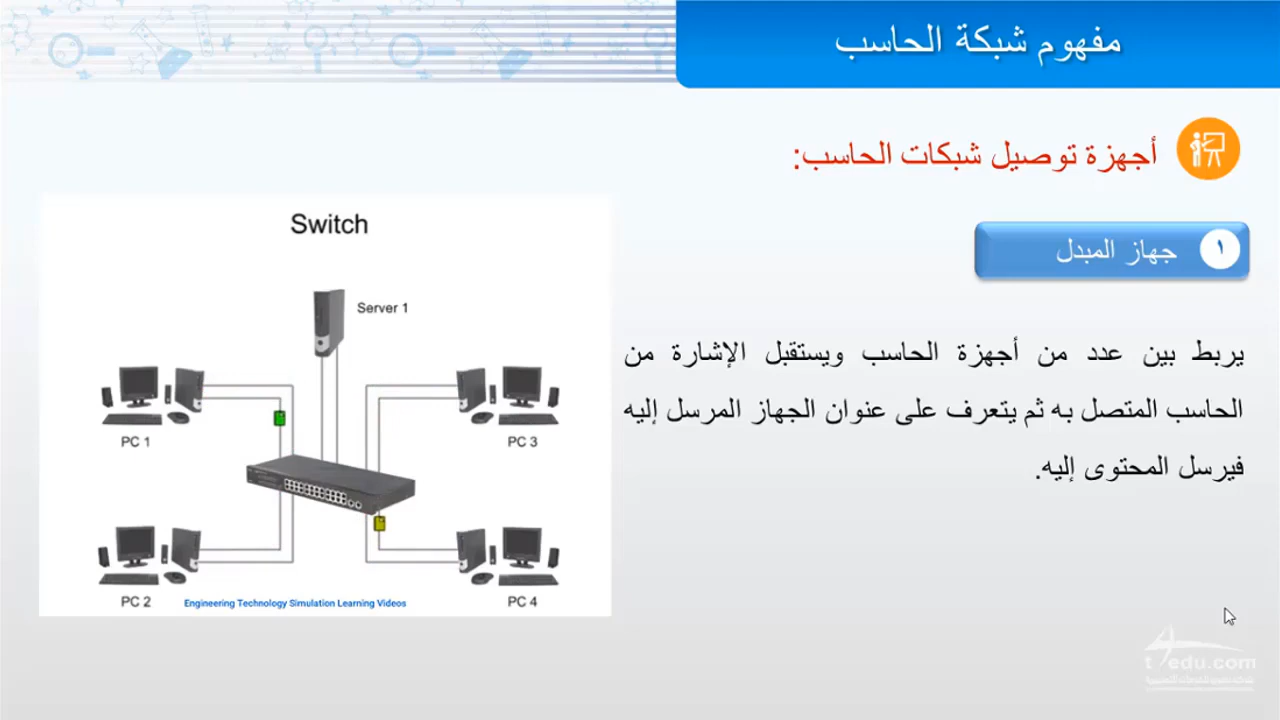 مفهوم شبكة الحاسب
أجهزة توصيل شبكات الحاسب:
١ جهاز المبدل
يربط بين عدد من أجهزة الحاسب ويستقبل الإشارة من
الحاسب المتصل به ثم يتعرف على عنوان الجهاز المرسل إليه
فيرسل المحتوى إليه.
Switch
Server 1
PC 1
PC 3
PC 2
PC 4
Engineering Technology Simulation Learning Videos
t4edu.com